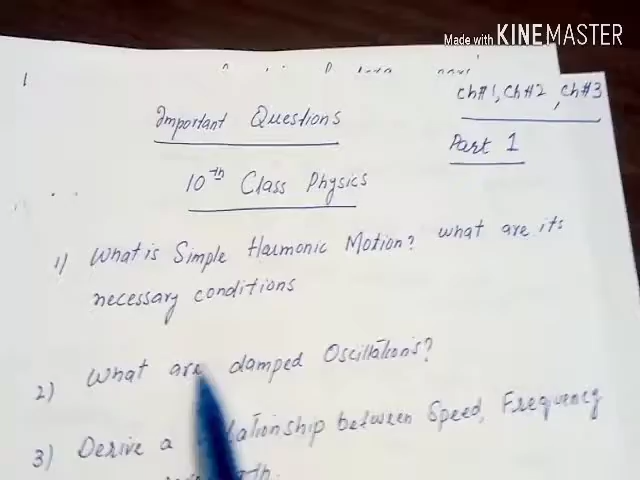 Made with KINEMASTER
Ch#1, Ch#2, Ch#3
Important Questions
Part 1
10th Class Physics
1) What is Simple Harmonic Motion? what are its
necessary conditions
2) What are damped Oscillations?
3) Derive a between Speed, Frequency